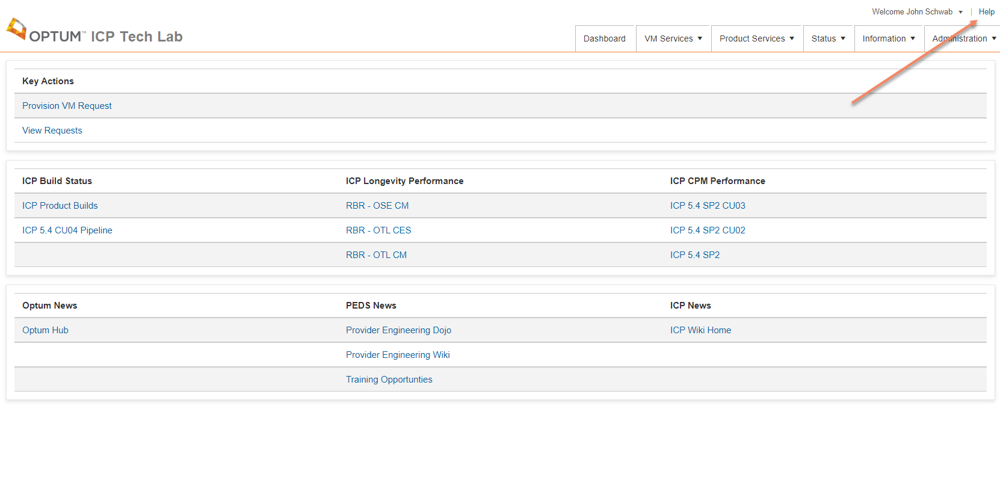 Welcome John Schwab ▼ | Help
OPTUM™ ICP Tech Lab
Dashboard VM Services ▼ Product Services ▼ Status ▼ Information ▼ Administration ▼
Key Actions
Provision VM Request
View Requests
ICP Build Status ICP Longevity Performance ICP CPM Performance
ICP Product Builds RBR - OSE CM ICP 5.4 SP2 CU03
ICP 5.4 CU04 Pipeline RBR - OTL CES ICP 5.4 SP2 CU02
RBR - OTL CM ICP 5.4 SP2
Optum News PEDS News ICP News
Optum Hub Provider Engineering Dojo ICP Wiki Home
Provider Engineering Wiki
Training Opportunties